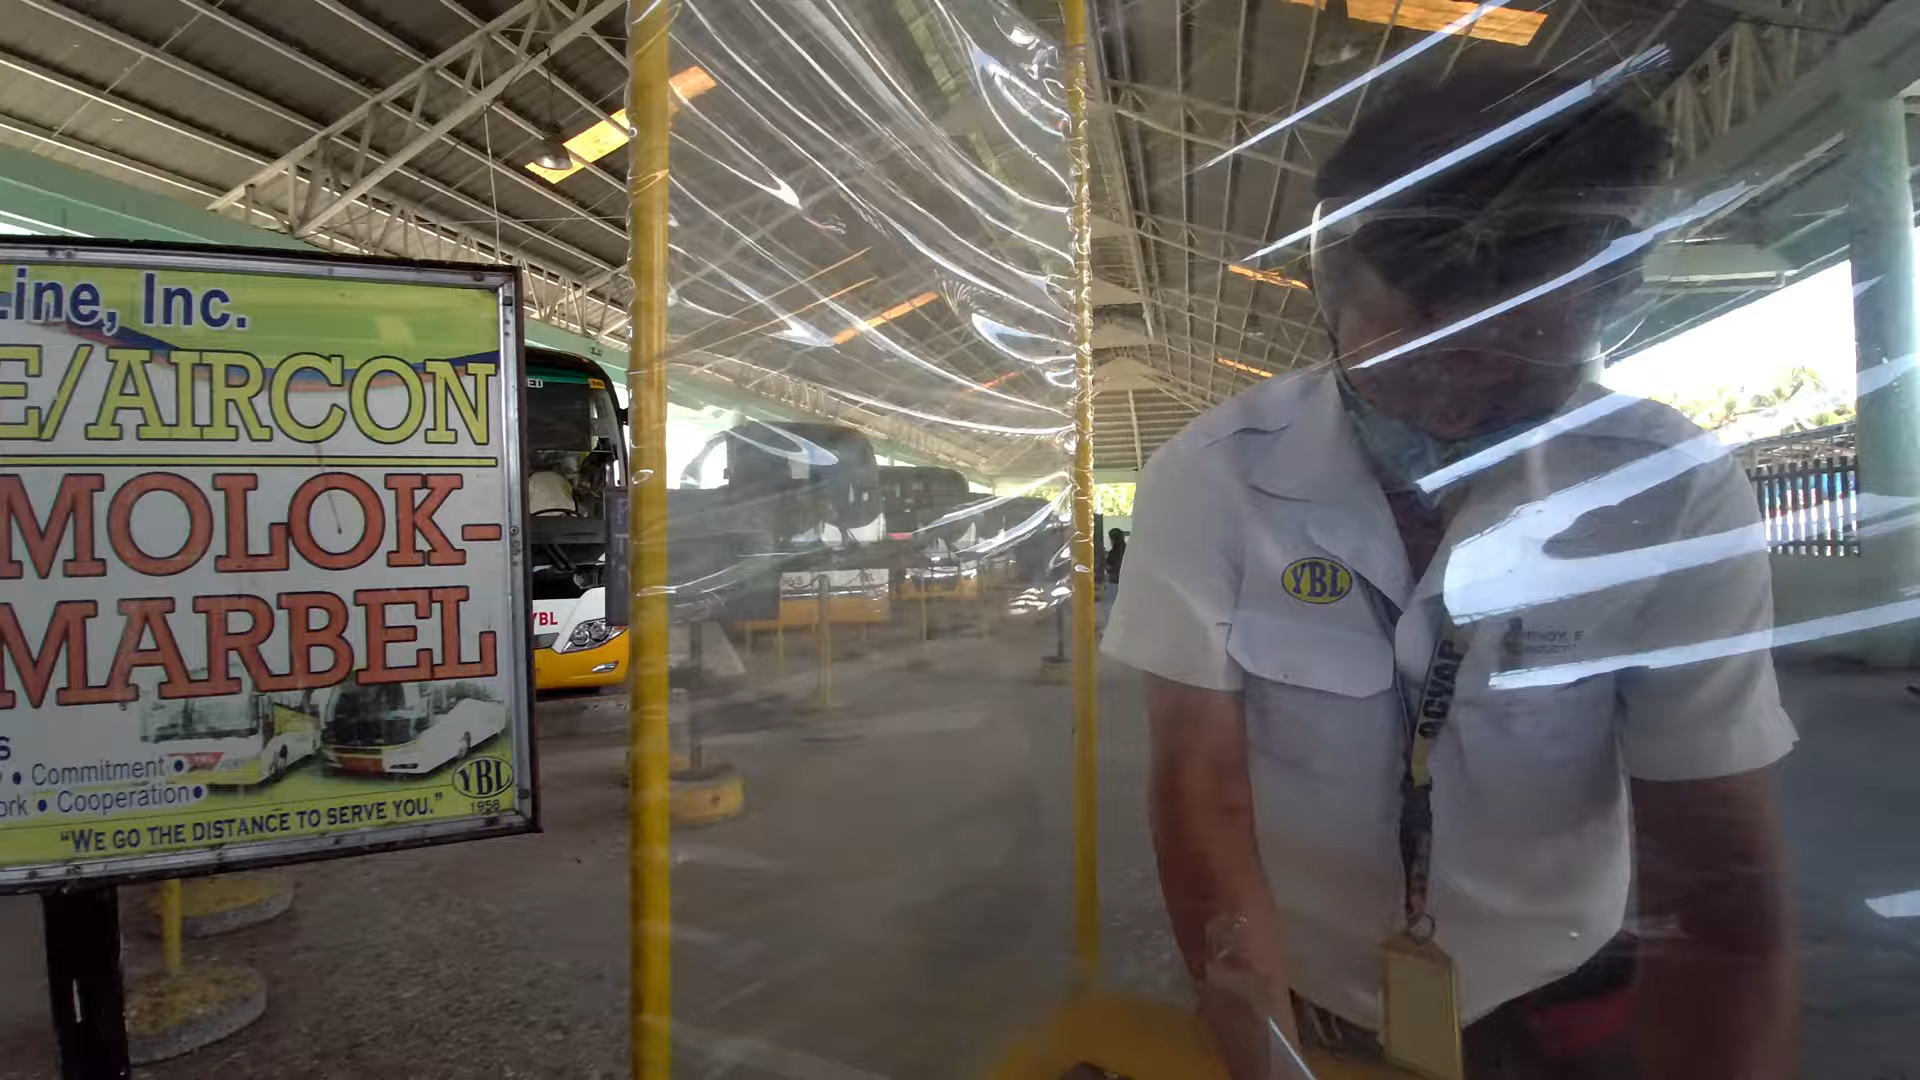 Line, Inc.
E/AIRCON
MOLOK-
MARBEL
S
• Commitment •
ork • Cooperation •
YBL
1958
"WE GO THE DISTANCE TO SERVE YOU."
YBL
YBL
YBL